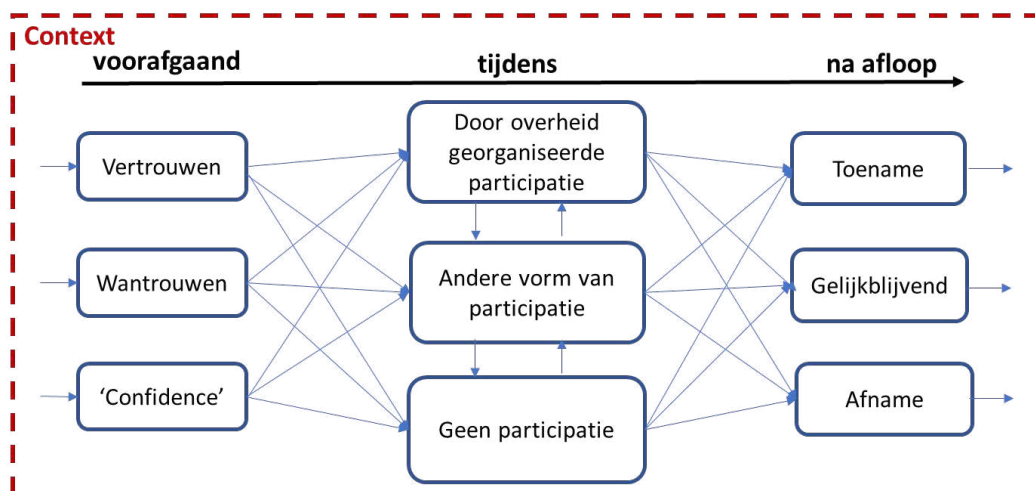 Context
voorafgaand
tijdens
na afloop
Vertrouwen
Door overheid
georganiseerde
participatie
Toename
Wantrouwen
Andere vorm van
participatie
Gelijkblijvend
‘Confidence’
Geen participatie
Afname